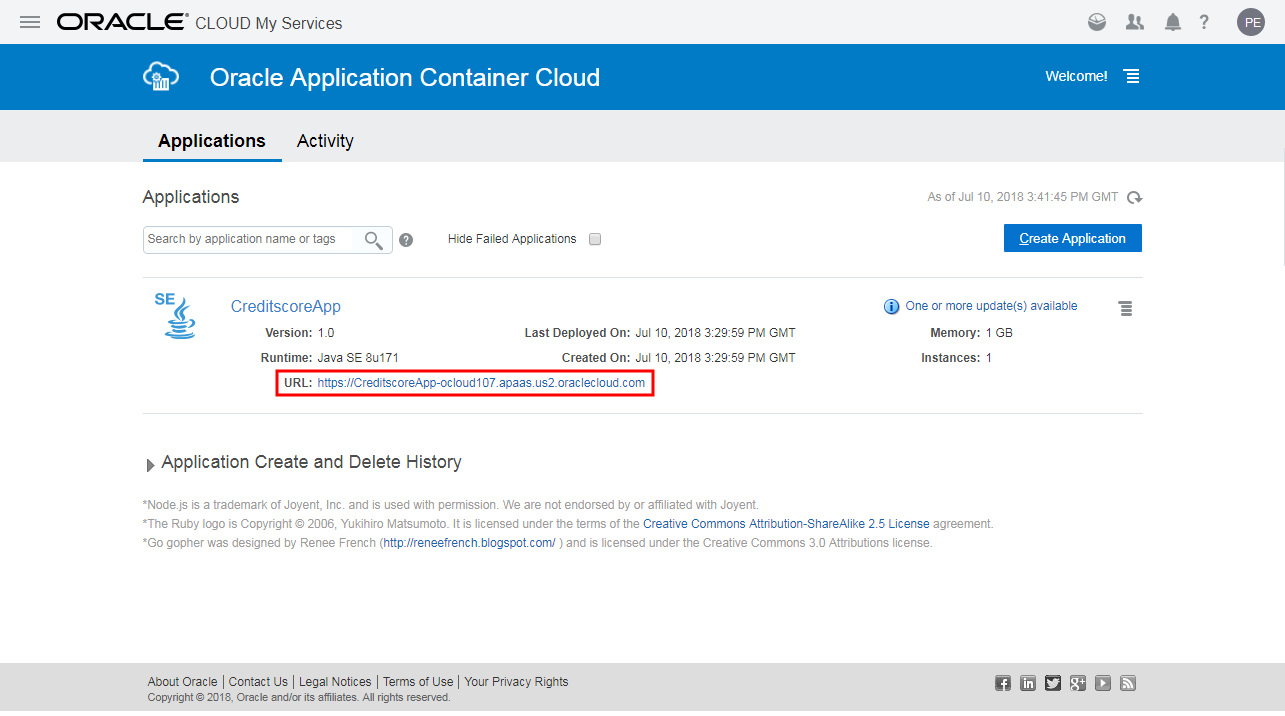 ORACLE® CLOUD My Services
PE
Oracle Application Container Cloud
Welcome!
Applications
Activity
Applications
As of Jul 10, 2018 3:41:45 PM GMT
Search by application name or tags
?
Hide Failed Applications
Create Application
SE
CreditscoreApp
One or more update(s) available
Version: 1.0
Last Deployed On: Jul 10, 2018 3:29:59 PM GMT
Memory: 1 GB
Runtime: Java SE 8u171
Created On: Jul 10, 2018 3:29:59 PM GMT
Instances: 1
URL: https://CreditscoreApp-ocloud107.apaas.us2.oraclecloud.com
Application Create and Delete History
*Node.js is a trademark of Joyent, Inc. and is used with permission. We are not endorsed by or affiliated with Joyent.
*The Ruby logo is Copyright © 2006, Yukihiro Matsumoto. It is licensed under the terms of the Creative Commons Attribution-ShareAlike 2.5 License agreement.
*Go gopher was designed by Renee French (http://reneefrench.blogspot.com/ ) and is licensed under the Creative Commons 3.0 Attributions license.
About Oracle | Contact Us | Legal Notices | Terms of Use | Your Privacy Rights
Copyright © 2018, Oracle and/or its affiliates. All rights reserved.